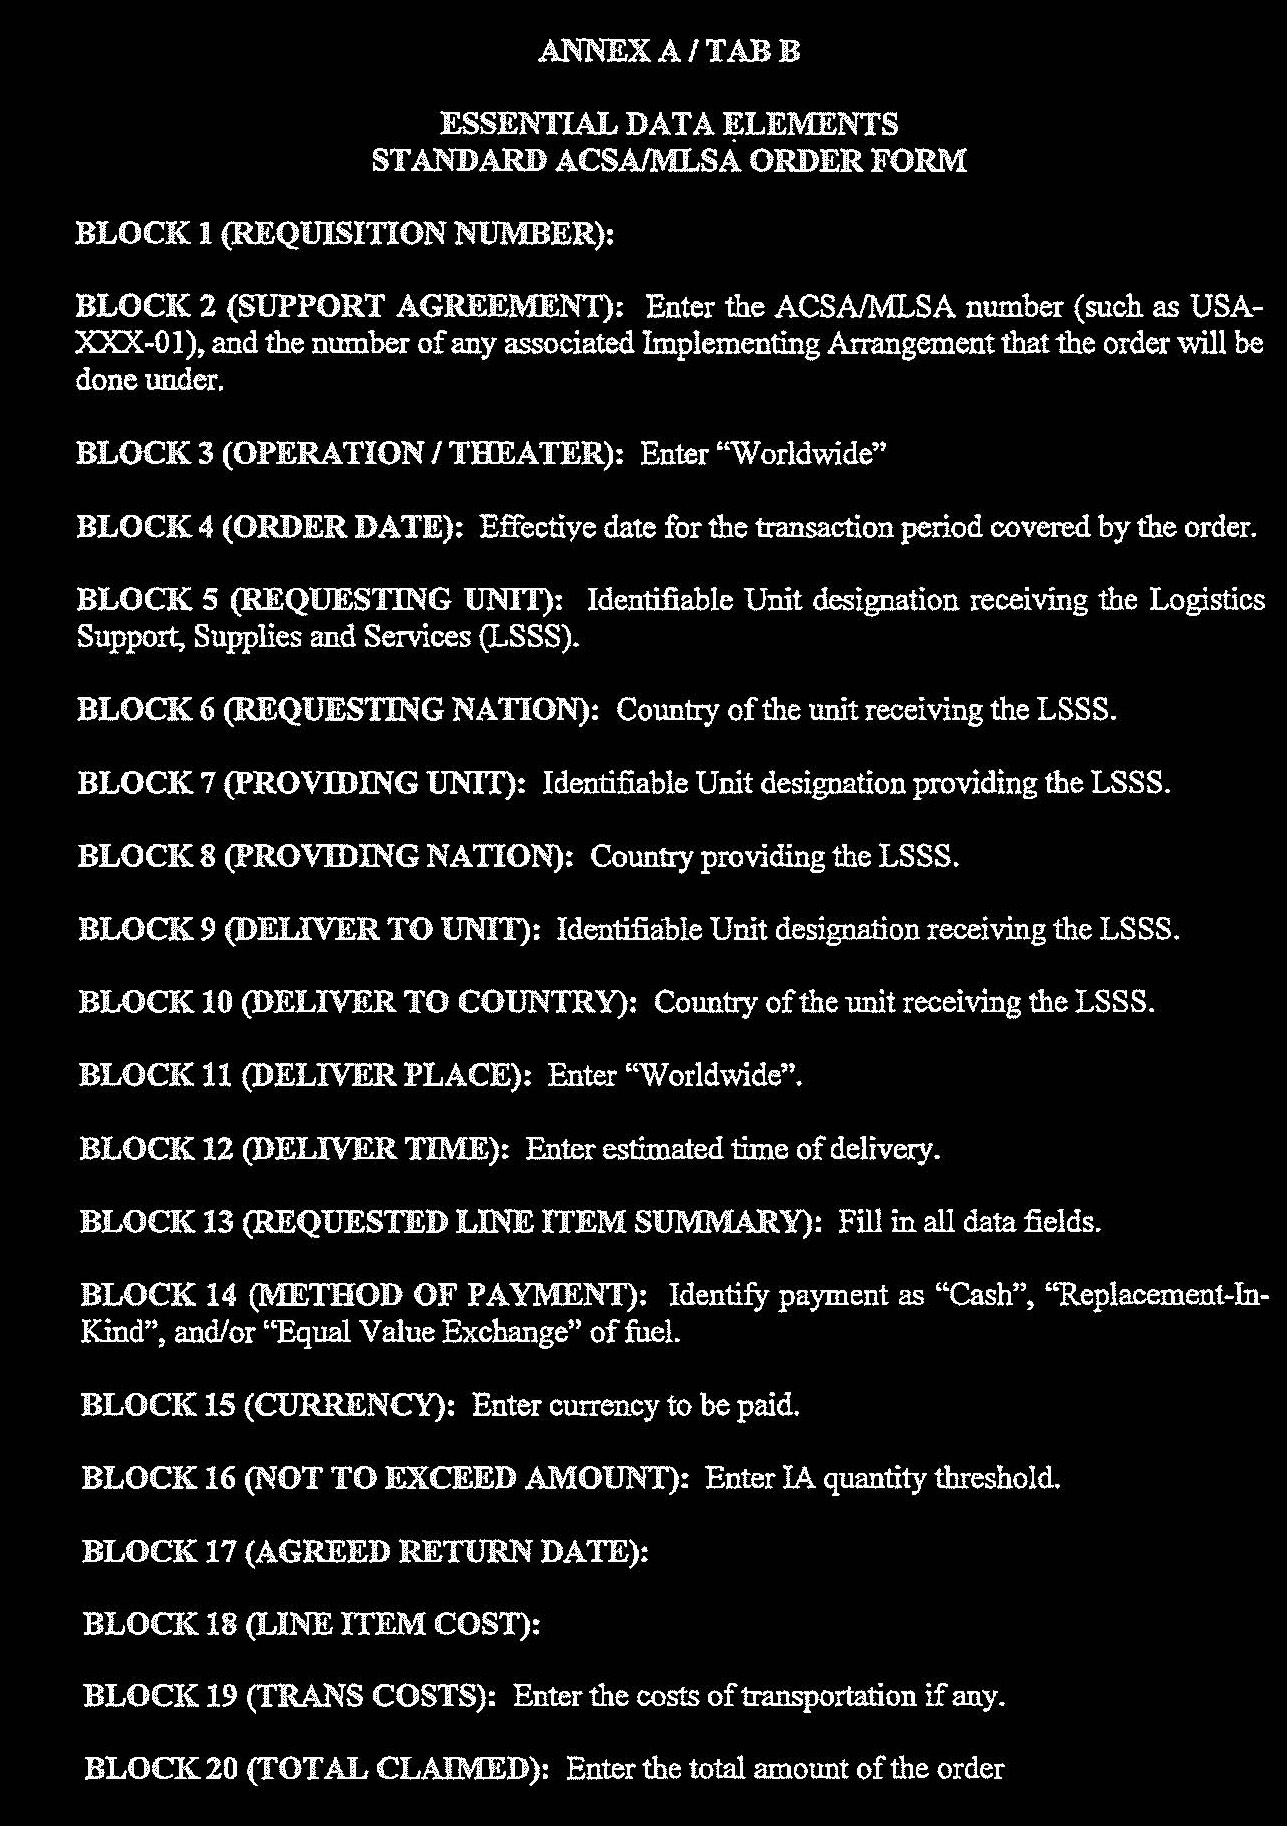 ANNEX A / TAB B
ESSENTIAL DATA ELEMENTS
STANDARD ACSA/MLSA ORDER FORM
BLOCK 1 (REQUISITION NUMBER):
BLOCK 2 (SUPPORT AGREEMENT): Enter the ACSA/MLSA number (such as USA-
XXX-01), and the number of any associated Implementing Arrangement that the order will be
done under.
BLOCK 3 (OPERATION / THEATER): Enter “Worldwide”
BLOCK 4 (ORDER DATE): Effective date for the transaction period covered by the order.
BLOCK 5 (REQUESTING UNIT): Identifiable Unit designation receiving the Logistics
Support, Supplies and Services (LSSS).
BLOCK 6 (REQUESTING NATION): Country of the unit receiving the LSSS.
BLOCK 7 (PROVIDING UNIT): Identifiable Unit designation providing the LSSS.
BLOCK 8 (PROVIDING NATION): Country providing the LSSS.
BLOCK 9 (DELIVER TO UNIT): Identifiable Unit designation receiving the LSSS.
BLOCK 10 (DELIVER TO COUNTRY): Country of the unit receiving the LSSS.
BLOCK 11 (DELIVER PLACE): Enter “Worldwide”.
BLOCK 12 (DELIVER TIME): Enter estimated time of delivery.
BLOCK 13 (REQUESTED LINE ITEM SUMMARY): Fill in all data fields.
BLOCK 14 (METHOD OF PAYMENT): Identify payment as “Cash”, “Replacement-In-
Kind”, and/or “Equal Value Exchange” of fuel.
BLOCK 15 (CURRENCY): Enter currency to be paid.
BLOCK 16 (NOT TO EXCEED AMOUNT): Enter IA quantity threshold.
BLOCK 17 (AGREED RETURN DATE):
BLOCK 18 (LINE ITEM COST):
BLOCK 19 (TRANS COSTS): Enter the costs of transportation if any.
BLOCK 20 (TOTAL CLAIMED): Enter the total amount of the order